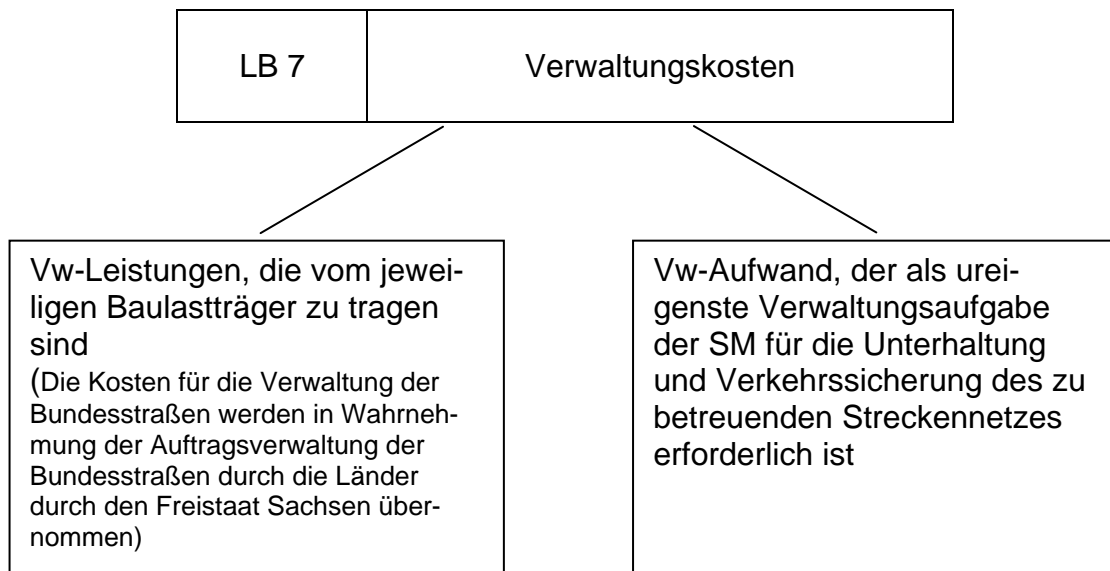 LB 7 Verwaltungskosten
Vw-Leistungen, die vom jewei-
ligen Baulastträger zu tragen
sind
(Die Kosten für die Verwaltung der
Bundesstraßen werden in Wahrneh-
mung der Auftragsverwaltung der
Bundesstraßen durch die Länder
durch den Freistaat Sachsen über-
nommen)
Vw-Aufwand, der als urei-
genste Verwaltungsaufgabe
der SM für die Unterhaltung
und Verkehrssicherung des zu
betreuenden Streckennetzes
erforderlich ist